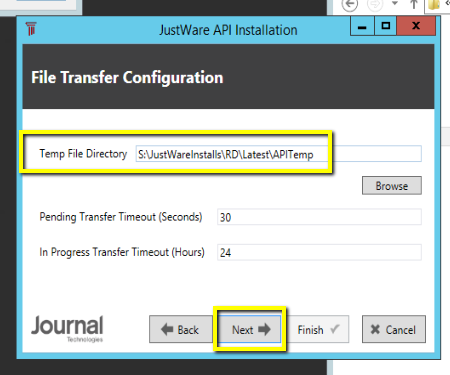 JustWare API Installation
File Transfer Configuration
Temp File Directory S:\JustWareInstalls\RD\Latest\APITemp
Browse
Pending Transfer Timeout (Seconds) 30
In Progress Transfer Timeout (Hours) 24
Journal
Technologies
Back Next Finish Cancel